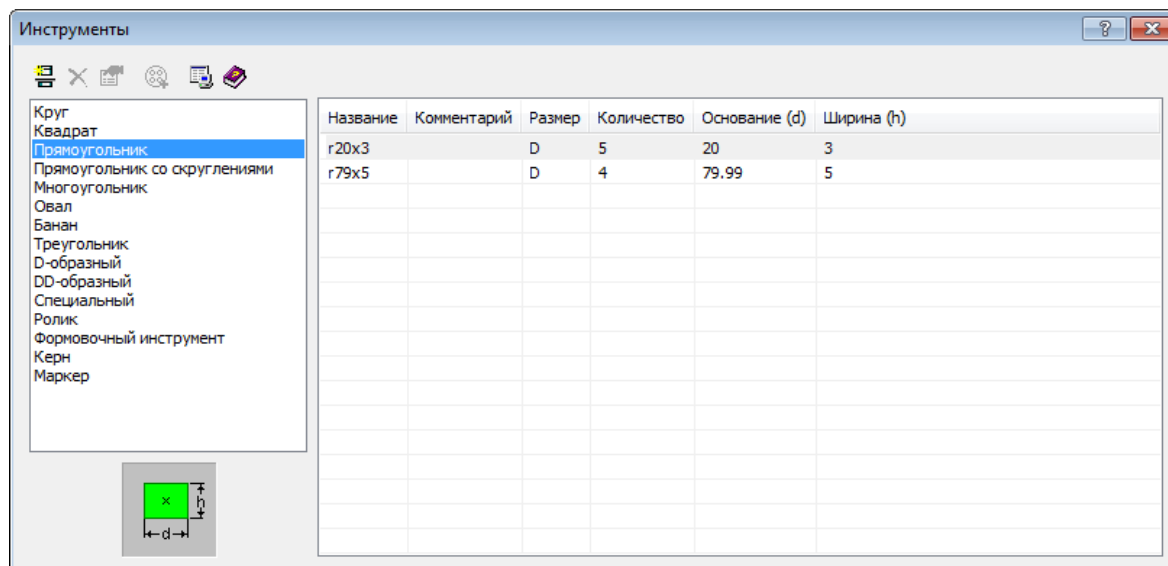 Инструменты
Круг
Квадрат
Прямоугольник
Прямоугольник со скруглениями
Многоугольник
Овал
Банан
Треугольник
D-образный
DD-образный
Специальный
Ролик
Формовочный инструмент
Керн
Маркер
Название Комментарий Размер Количество Основание (d) Ширина (h)
r20x3 D 5 20 3
r79x5 D 4 79.99 5
h
d